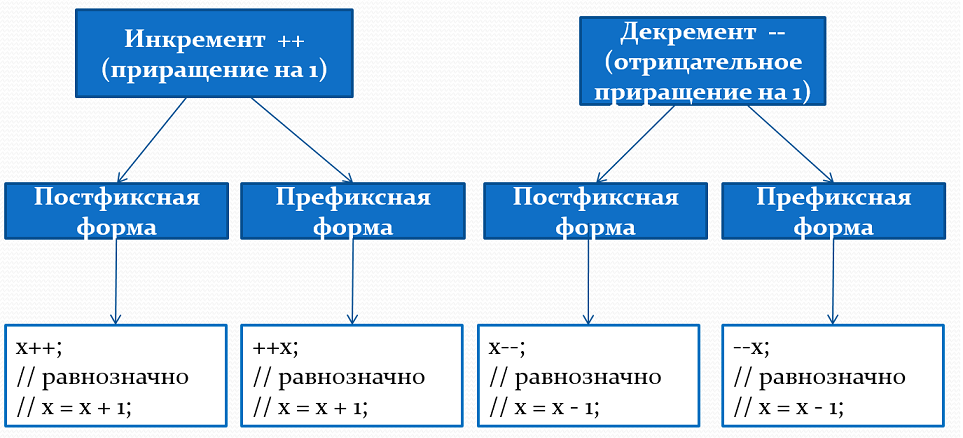 Инкремент ++
(приращение на 1)
Декремент --
(отрицательное
приращение на 1)
Постфиксная
форма
Префиксная
форма
Постфиксная
форма
Префиксная
форма
x++;
// равнозначно
// x = x + 1;
++x;
// равнозначно
// x = x + 1;
x--;
// равнозначно
// x = x - 1;
--x;
// равнозначно
// x = x - 1;